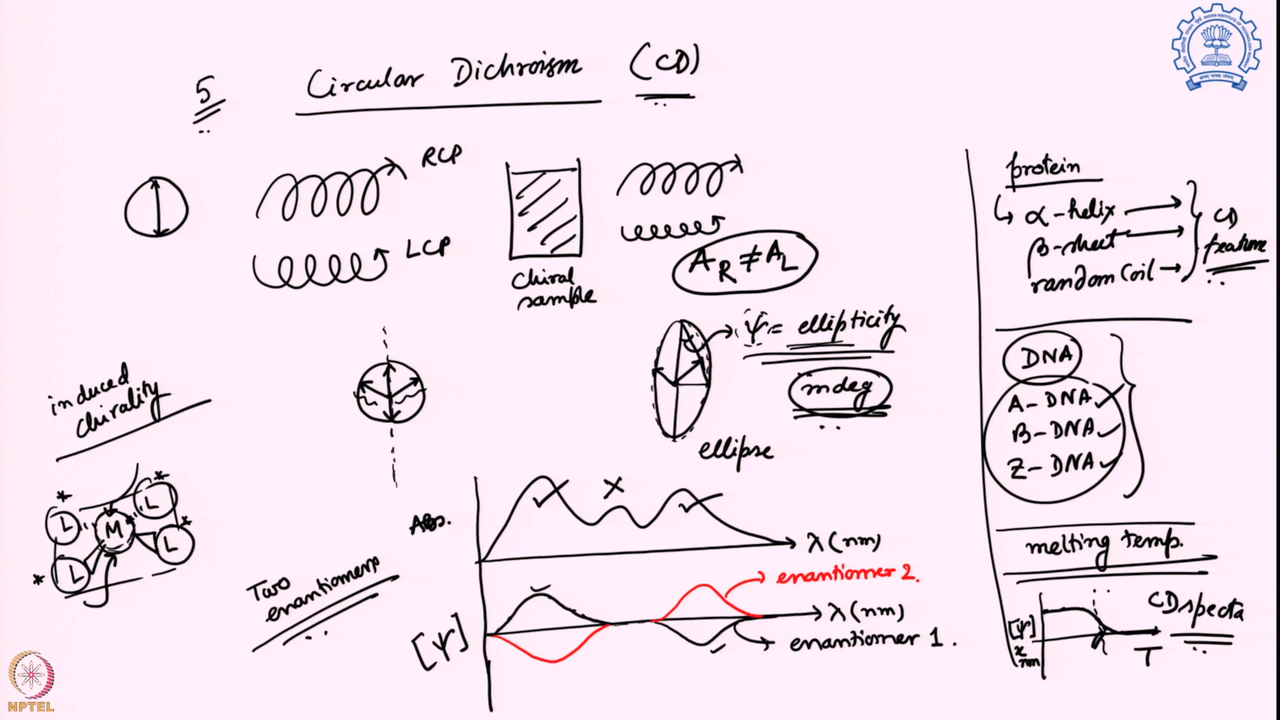 5 Circular Dichroism (CD)
RCP
LCP
chiral
sample
A_R ≠ A_L
Ψ = ellipticity
mdeg
ellipse
induced
chirality
* L M L *
* L L *
Abs.
✓ × ✓
λ(nm)
Two
enantiomers
[Ψ]
enantiomer 2.
λ(nm)
enantiomer 1.
protein
α-helix
β-sheet
random Coil
CD
feature
DNA
A-DNA
B-DNA
Z-DNA
melting temp.
CD specta
[Ψ]
x nm
T
NPTEL